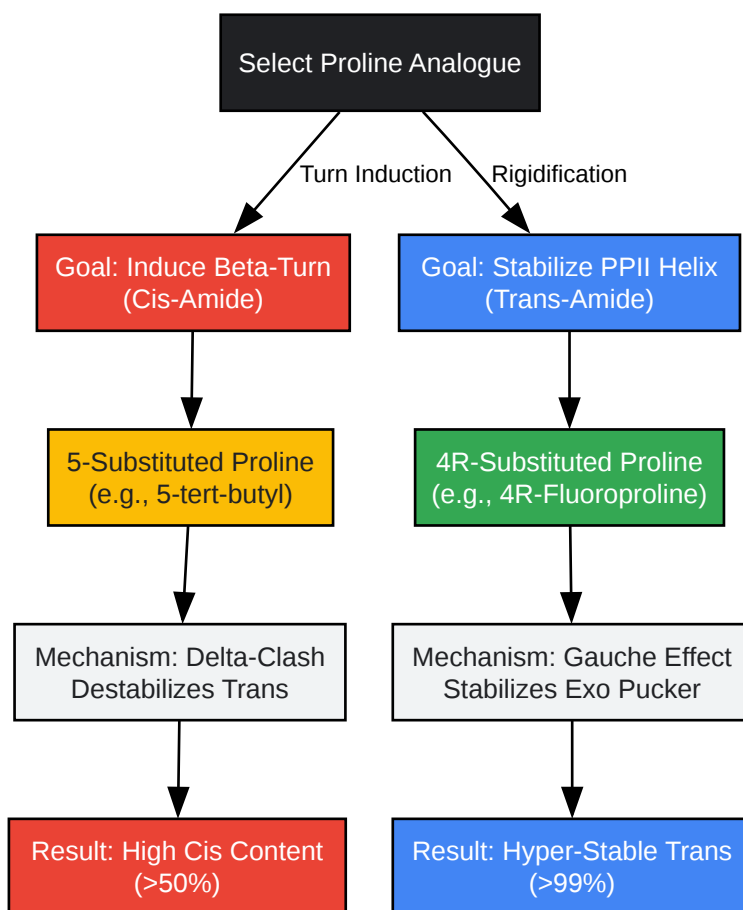 Select Proline Analogue
Turn Induction
Rigidification
Goal: Induce Beta-Turn
(Cis-Amide)
Goal: Stabilize PPII Helix
(Trans-Amide)
5-Substituted Proline
(e.g., 5-tert-butyl)
4R-Substituted Proline
(e.g., 4R-Fluoroproline)
Mechanism: Delta-Clash
Destabilizes Trans
Mechanism: Gauche Effect
Stabilizes Exo Pucker
Result: High Cis Content
(>50%)
Result: Hyper-Stable Trans
(>99%)